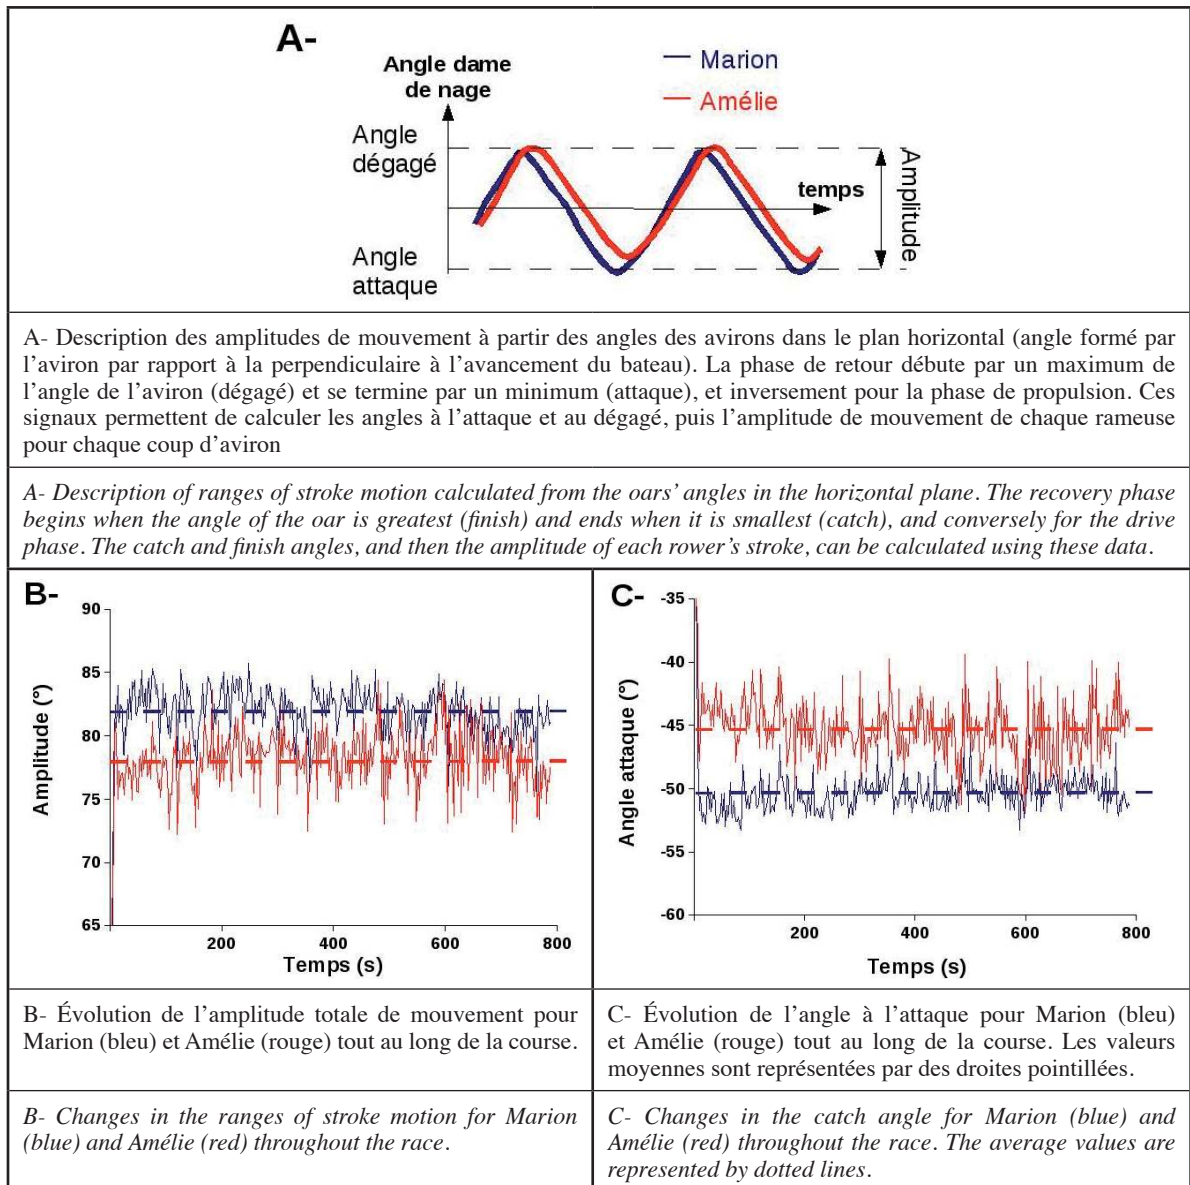 A-
Angle dame
de nage
Marion
Amélie
Angle
dégagé
temps
Amplitude
Angle
attaque
A- Description des amplitudes de mouvement à partir des angles des avirons dans le plan horizontal (angle formé par
l’aviron par rapport à la perpendiculaire à l’avancement du bateau). La phase de retour débute par un maximum de
l’angle de l’aviron (dégagé) et se termine par un minimum (attaque), et inversement pour la phase de propulsion. Ces
signaux permettent de calculer les angles à l’attaque et au dégagé, puis l’amplitude de mouvement de chaque rameuse
pour chaque coup d’aviron
A- Description of ranges of stroke motion calculated from the oars’ angles in the horizontal plane. The recovery phase
begins when the angle of the oar is greatest (finish) and ends when it is smallest (catch), and conversely for the drive
phase. The catch and finish angles, and then the amplitude of each rower’s stroke, can be calculated using these data.
B-
90
85
80
75
70
65
Amplitude (°)
200 400 600 800
Temps (s)
C-
-35
-40
-45
-50
-55
-60
Angle attaque (°)
200 400 600 800
Temps (s)
B- Évolution de l’amplitude totale de mouvement pour
Marion (bleu) et Amélie (rouge) tout au long de la course.
C- Évolution de l’angle à l’attaque pour Marion (bleu)
et Amélie (rouge) tout au long de la course. Les valeurs
moyennes sont représentées par des droites pointillées.
B- Changes in the ranges of stroke motion for Marion
(blue) and Amélie (red) throughout the race.
C- Changes in the catch angle for Marion (blue) and
Amélie (red) throughout the race. The average values are
represented by dotted lines.